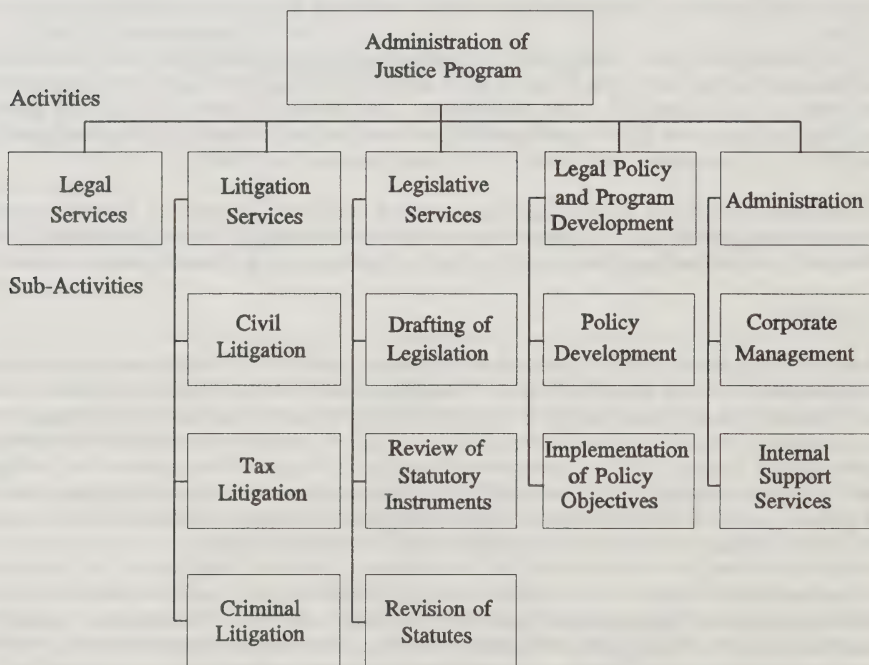 Administration of
Justice Program
Activities
Legal
Services
Litigation
Services
Legislative
Services
Legal Policy
and Program
Development
Administration
Sub-Activities
Civil
Litigation
Drafting of
Legislation
Policy
Development
Corporate
Management
Tax
Litigation
Review of
Statutory
Instruments
Implementation
of Policy
Objectives
Internal
Support
Services
Criminal
Litigation
Revision of
Statutes